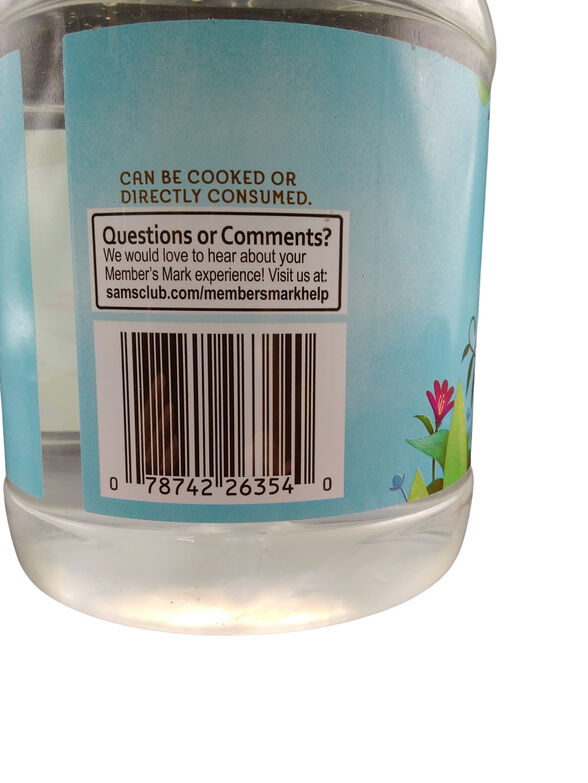 CAN BE COOKED OR
DIRECTLY CONSUMED.
Questions or Comments?
We would love to hear about your
Member's Mark experience! Visit us at:
samsclub.com/membersmarkhelp
0 78742 26354 0